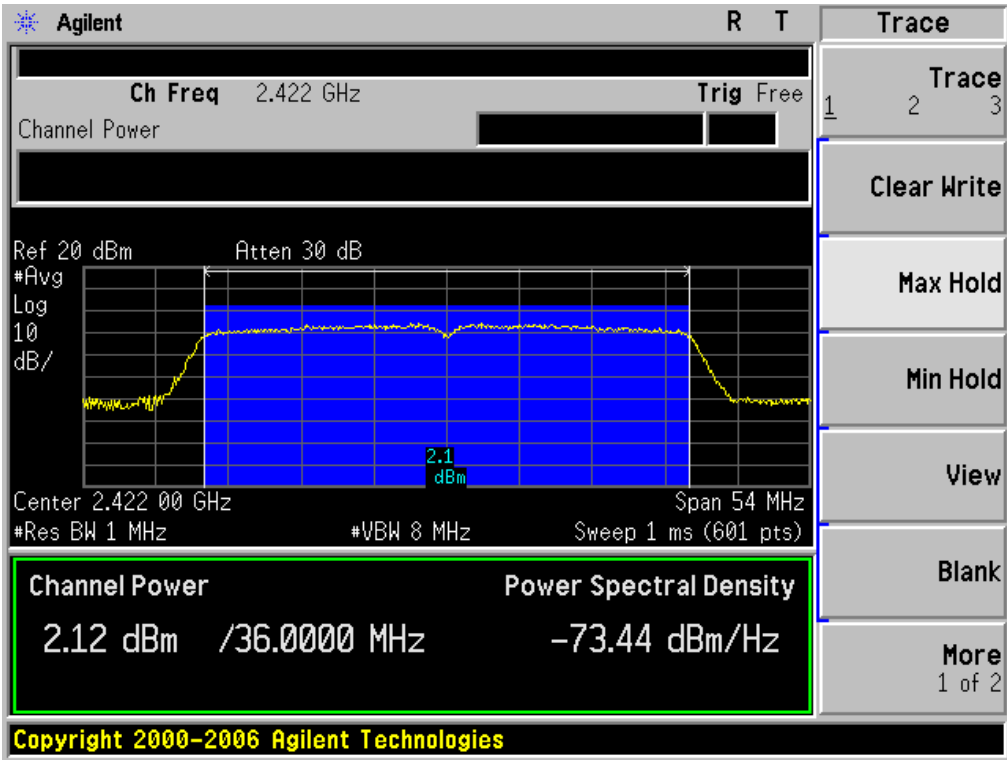 Agilent R T
Ch Freq 2.422 GHz Trig Free
Channel Power
Ref 20 dBm Atten 30 dB
#Avg
Log
10
dB/
2.1
dBm
Center 2.422 00 GHz Span 54 MHz
#Res BW 1 MHz #VBW 8 MHz Sweep 1 ms (601 pts)
Channel Power Power Spectral Density
2.12 dBm /36.0000 MHz -73.44 dBm/Hz
Copyright 2000-2006 Agilent Technologies
Trace
Trace
1 2 3
Clear Write
Max Hold
Min Hold
View
Blank
More
1 of 2